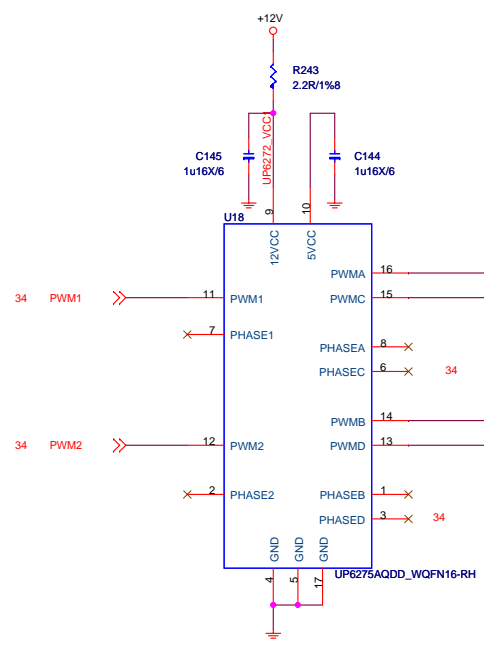 +12V
R243
2.2R/1%8
UP6272_VCC1
C145
1u16X/6
C144
1u16X/6
9
10
U18
12VCC
5VCC
PWMA
16
34
PWM1
11
PWM1
PWMC
15
7
PHASE1
PHASEA
8
PHASEC
6
34
PWMB
14
34
PWM2
12
PWM2
PWMD
13
2
PHASE2
PHASEB
1
PHASED
3
34
GND
GND
GND
4
5
17
UP6275AQDD_WQFN16-RH